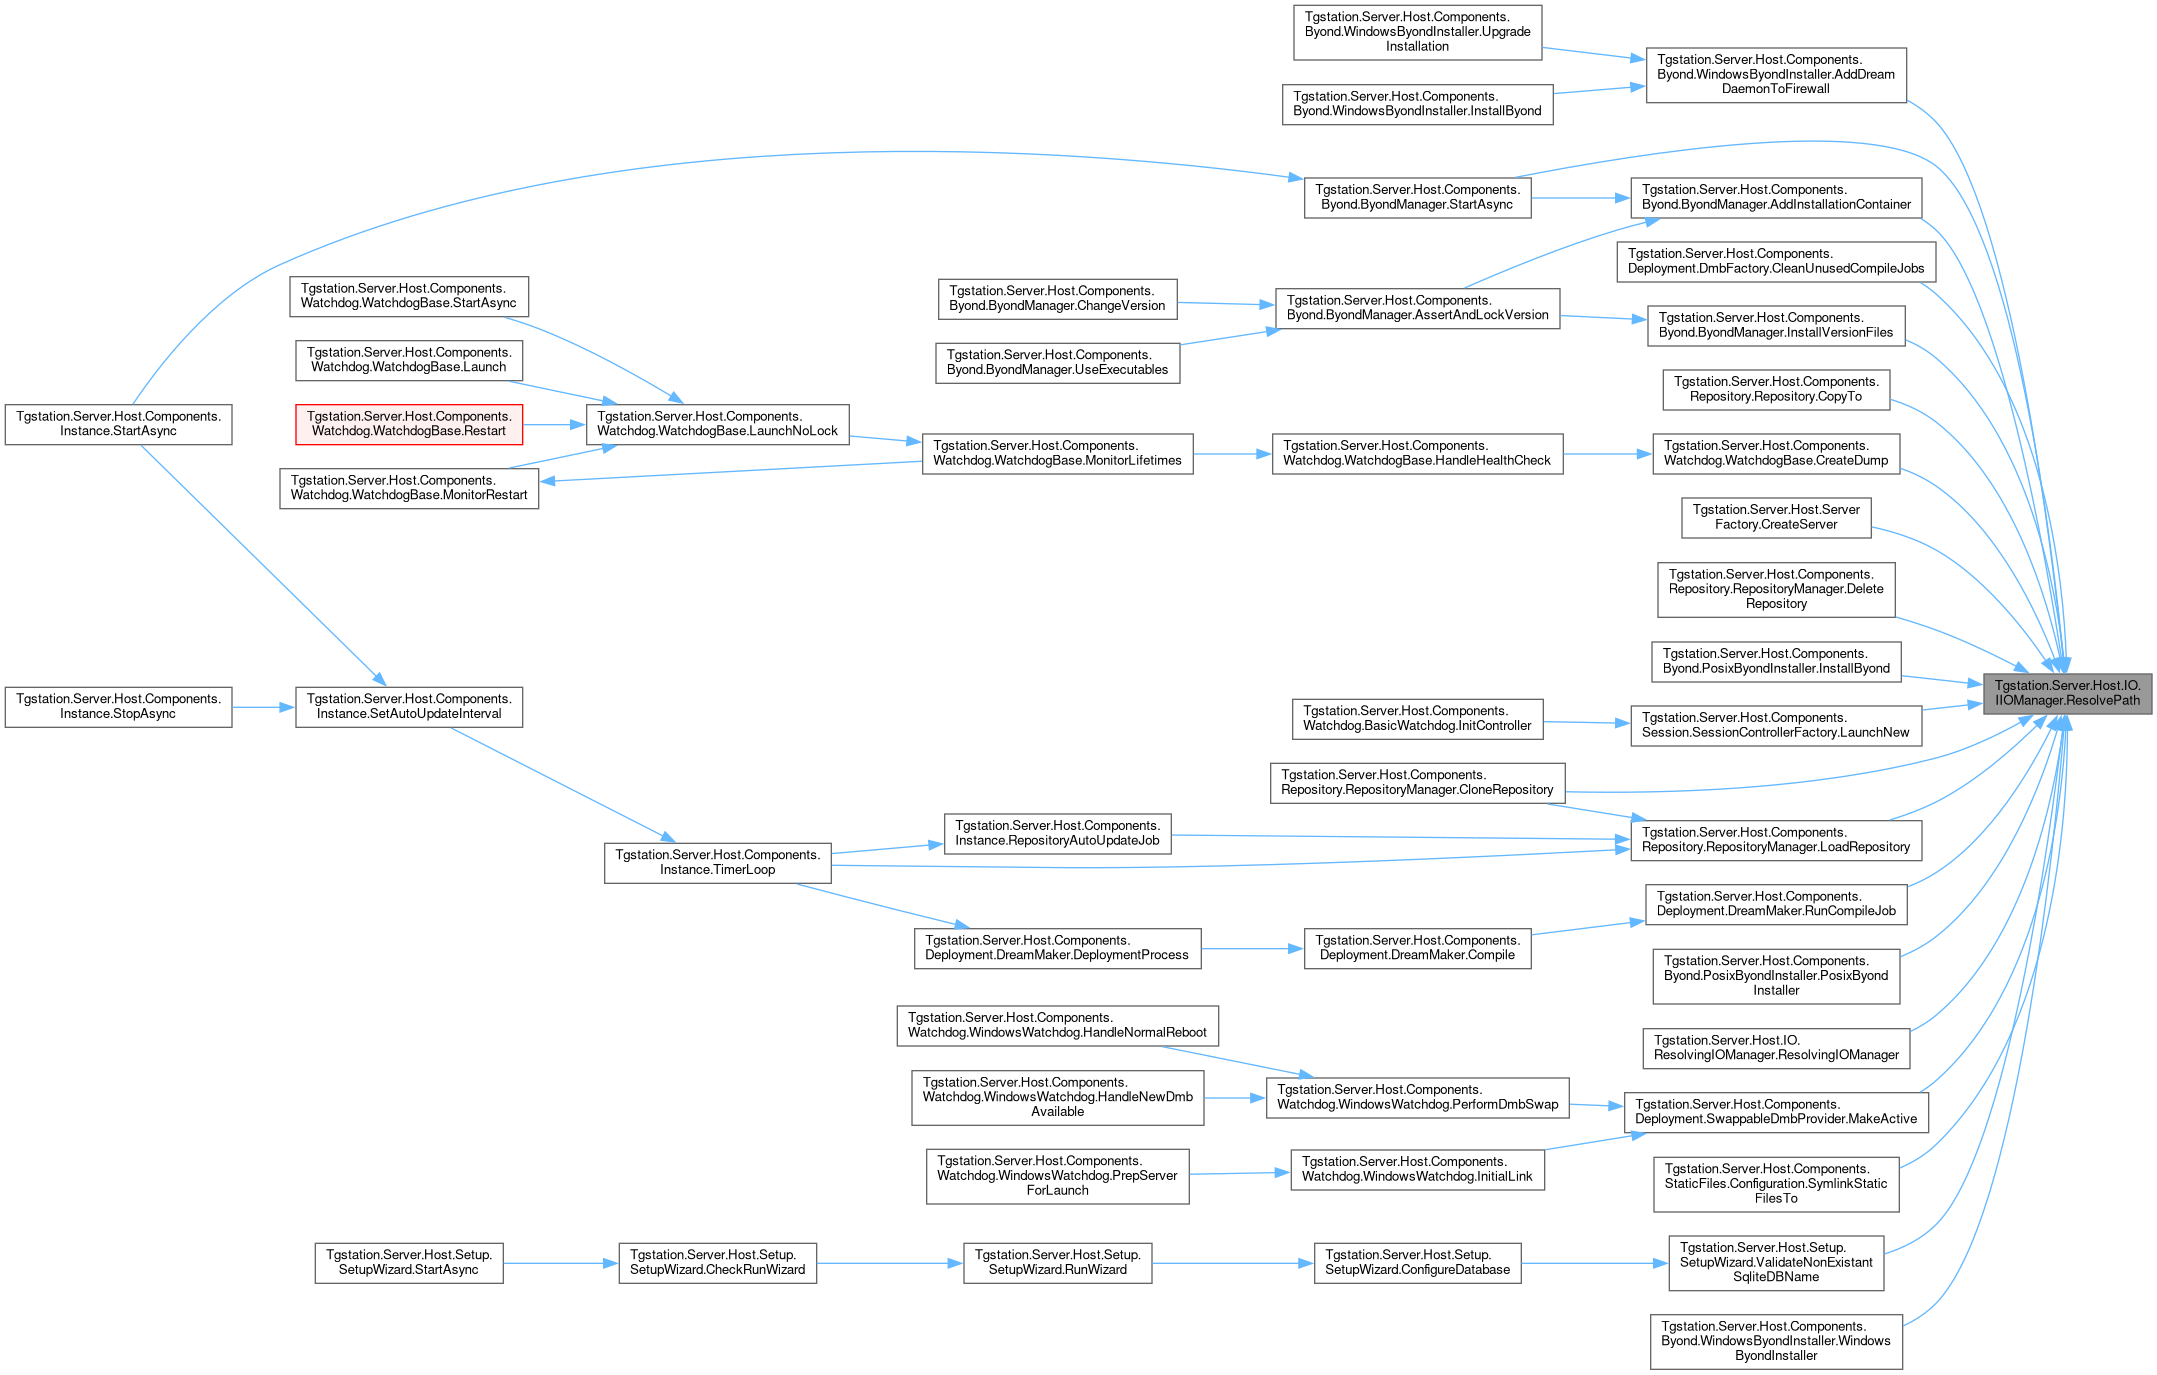 Tgstation.Server.Host.Components.
Byond.WindowsByondInstaller.Upgrade
Installation
Tgstation.Server.Host.Components.
Byond.WindowsByondInstaller.AddDream
DaemonToFirewall
Tgstation.Server.Host.Components.
Byond.WindowsByondInstaller.InstallByond
Tgstation.Server.Host.Components.
Byond.ByondManager.StartAsync
Tgstation.Server.Host.Components.
Byond.ByondManager.AddInstallationContainer
Tgstation.Server.Host.Components.
Deployment.DmbFactory.CleanUnusedCompileJobs
Tgstation.Server.Host.Components.
Watchdog.WatchdogBase.StartAsync
Tgstation.Server.Host.Components.
Byond.ByondManager.ChangeVersion
Tgstation.Server.Host.Components.
Byond.ByondManager.AssertAndLockVersion
Tgstation.Server.Host.Components.
Byond.ByondManager.InstallVersionFiles
Tgstation.Server.Host.Components.
Watchdog.WatchdogBase.Launch
Tgstation.Server.Host.Components.
Byond.ByondManager.UseExecutables
Tgstation.Server.Host.Components.
Repository.Repository.CopyTo
Tgstation.Server.Host.Components.
Instance.StartAsync
Tgstation.Server.Host.Components.
Watchdog.WatchdogBase.Restart
Tgstation.Server.Host.Components.
Watchdog.WatchdogBase.LaunchNoLock
Tgstation.Server.Host.Components.
Watchdog.WatchdogBase.MonitorLifetimes
Tgstation.Server.Host.Components.
Watchdog.WatchdogBase.HandleHealthCheck
Tgstation.Server.Host.Components.
Watchdog.WatchdogBase.CreateDump
Tgstation.Server.Host.Components.
Watchdog.WatchdogBase.MonitorRestart
Tgstation.Server.Host.Server
Factory.CreateServer
Tgstation.Server.Host.Components.
Repository.RepositoryManager.Delete
Repository
Tgstation.Server.Host.Components.
Byond.PosixByondInstaller.InstallByond
Tgstation.Server.Host.IO.
IIOManager.ResolvePath
Tgstation.Server.Host.Components.
Instance.StopAsync
Tgstation.Server.Host.Components.
Instance.SetAutoUpdateInterval
Tgstation.Server.Host.Components.
Watchdog.BasicWatchdog.InitController
Tgstation.Server.Host.Components.
Session.SessionControllerFactory.LaunchNew
Tgstation.Server.Host.Components.
Repository.RepositoryManager.CloneRepository
Tgstation.Server.Host.Components.
Instance.RepositoryAutoUpdateJob
Tgstation.Server.Host.Components.
Repository.RepositoryManager.LoadRepository
Tgstation.Server.Host.Components.
Instance.TimerLoop
Tgstation.Server.Host.Components.
Deployment.DreamMaker.RunCompileJob
Tgstation.Server.Host.Components.
Deployment.DreamMaker.DeploymentProcess
Tgstation.Server.Host.Components.
Deployment.DreamMaker.Compile
Tgstation.Server.Host.Components.
Byond.PosixByondInstaller.PosixByond
Installer
Tgstation.Server.Host.Components.
Watchdog.WindowsWatchdog.HandleNormalReboot
Tgstation.Server.Host.IO.
ResolvingIOManager.ResolvingIOManager
Tgstation.Server.Host.Components.
Watchdog.WindowsWatchdog.HandleNewDmb
Available
Tgstation.Server.Host.Components.
Watchdog.WindowsWatchdog.PerformDmbSwap
Tgstation.Server.Host.Components.
Deployment.SwappableDmbProvider.MakeActive
Tgstation.Server.Host.Components.
Watchdog.WindowsWatchdog.PrepServer
ForLaunch
Tgstation.Server.Host.Components.
Watchdog.WindowsWatchdog.InitialLink
Tgstation.Server.Host.Components.
StaticFiles.Configuration.SymlinkStatic
FilesTo
Tgstation.Server.Host.Setup.
SetupWizard.StartAsync
Tgstation.Server.Host.Setup.
SetupWizard.CheckRunWizard
Tgstation.Server.Host.Setup.
SetupWizard.RunWizard
Tgstation.Server.Host.Setup.
SetupWizard.ConfigureDatabase
Tgstation.Server.Host.Setup.
SetupWizard.ValidateNonExistant
SqliteDBName
Tgstation.Server.Host.Components.
Byond.WindowsByondInstaller.Windows
ByondInstaller